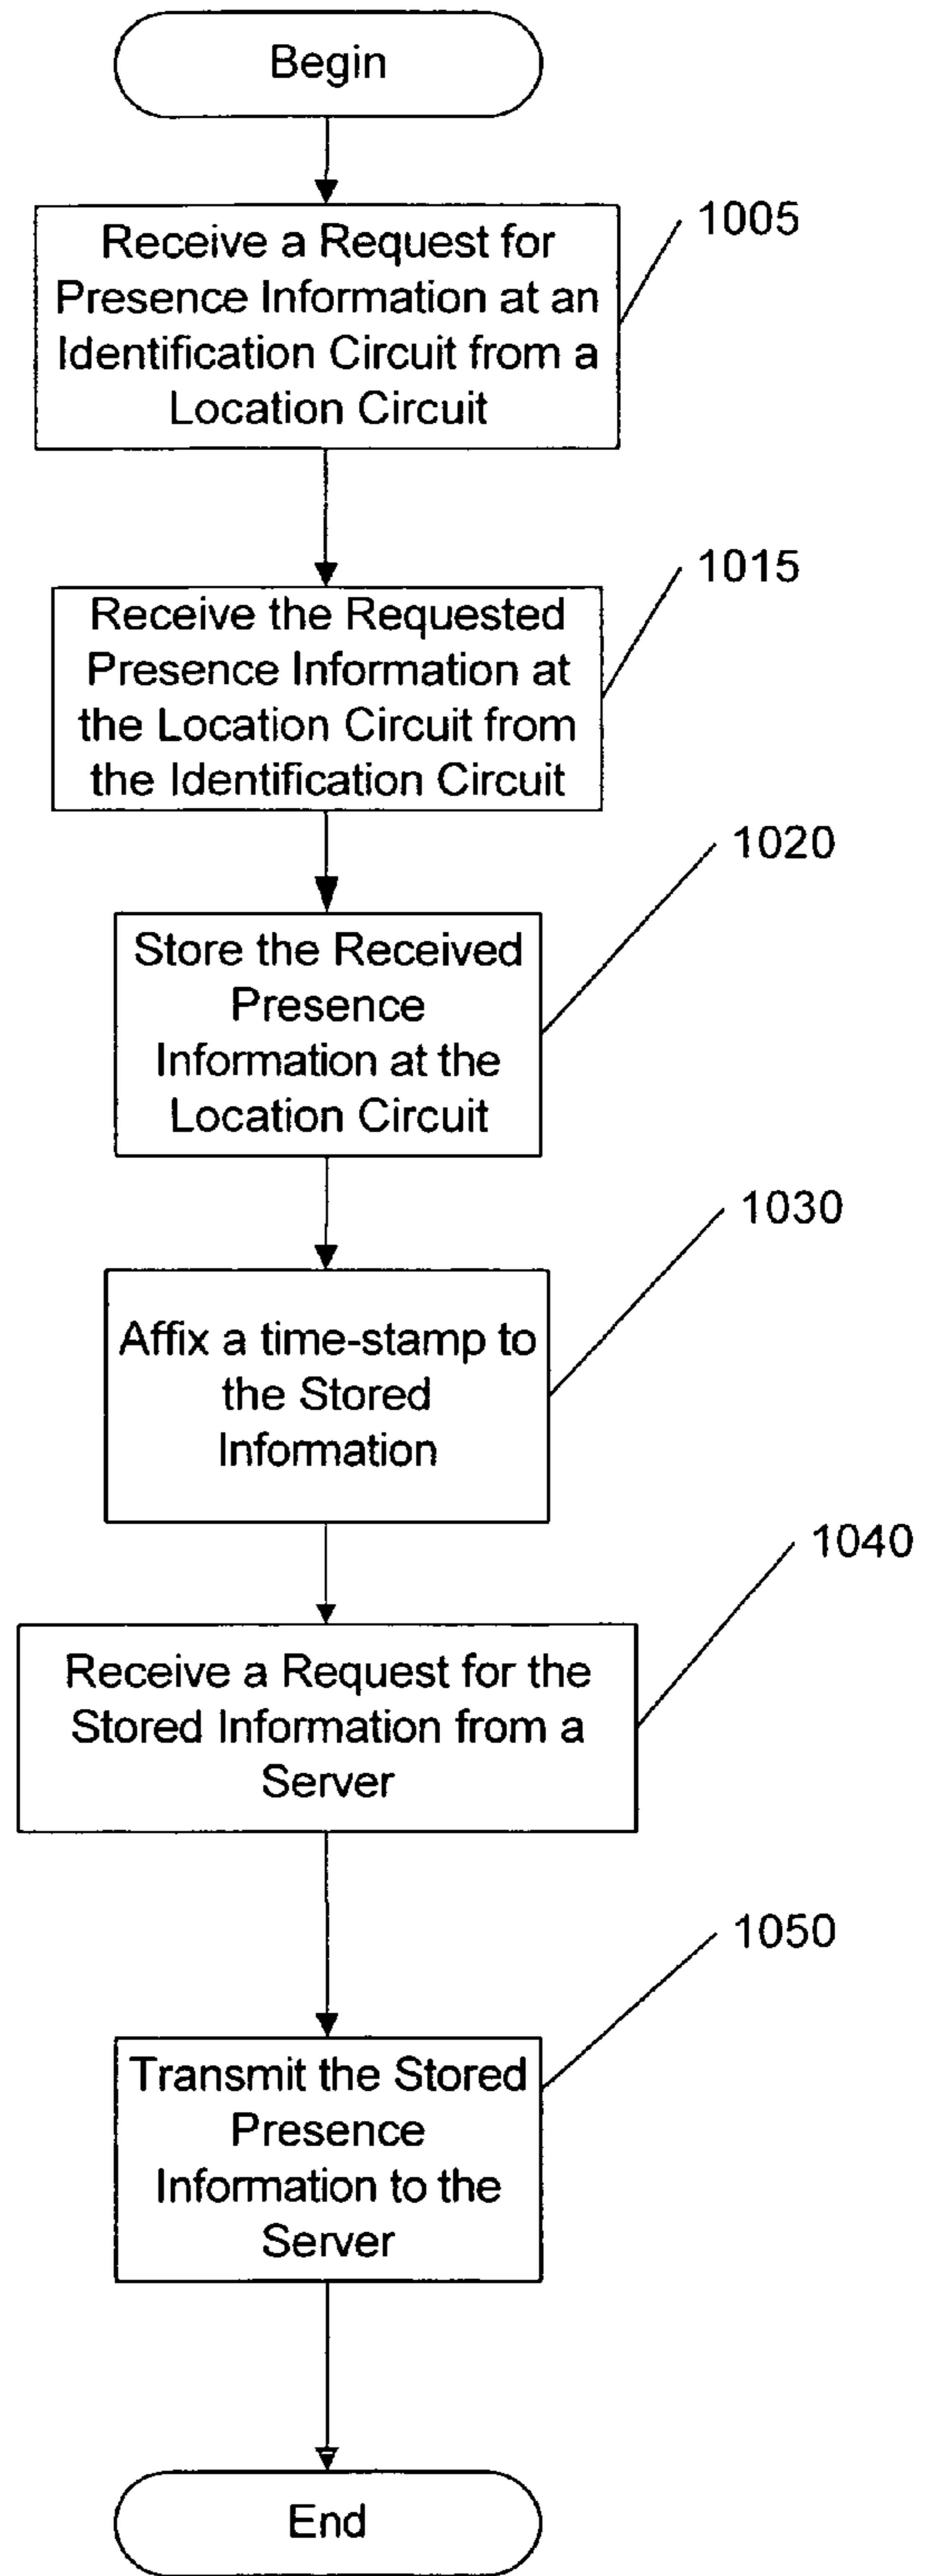 Begin
Receive a Request for
Presence Information at an
Identification Circuit from a
Location Circuit
1005
Receive the Requested
Presence Information at
the Location Circuit from
the Identification Circuit
1015
Store the Received
Presence
Information at the
Location Circuit
1020
Affix a time-stamp to
the Stored
Information
1030
Receive a Request for the
Stored Information from a
Server
1040
Transmit the Stored
Presence
Information to the
Server
1050
End